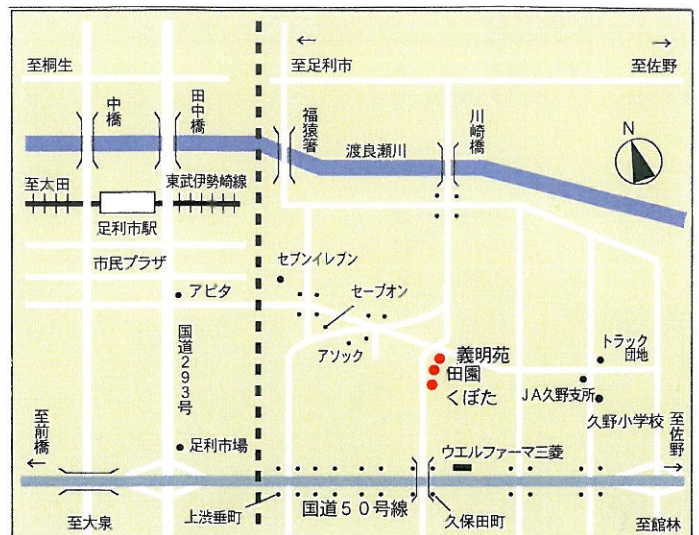 ←
→
至桐生
至足利市
至佐野
中橋
田中橋
福猿箸
川崎橋
渡良瀬川
N
至太田
東武伊勢崎線
足利市駅
市民プラザ
セブンイレブン
アピタ
セーブオン
国道293号
アソック
義明苑
田園
くぼた
トラック
団地
JA久野支所
久野小学校
至前橋
←
足利市場
ウエルファーマ三菱
至佐野
→
上渋垂町
国道50号線
久保田町
至大泉
至館林